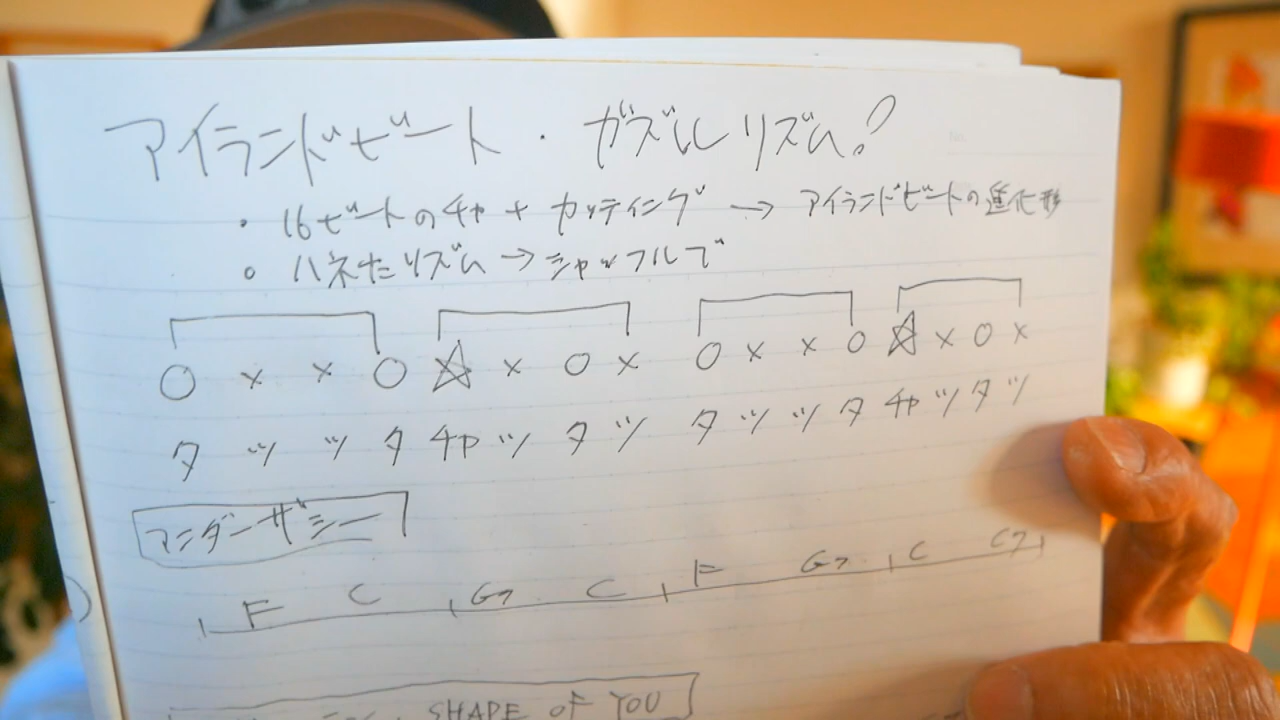 アイランドビート・ガズルリズム!
・16ビートのチャ+カッティング→アイランドビートの進化形
○ハネたリズム→シャッフルで
○××○☆×○× ○××○☆×○×
タッッタチャッタッ タッッタチャッタッ
アンダーザシー
F C G7 C F G7 C C7
SHAPE OF YOU